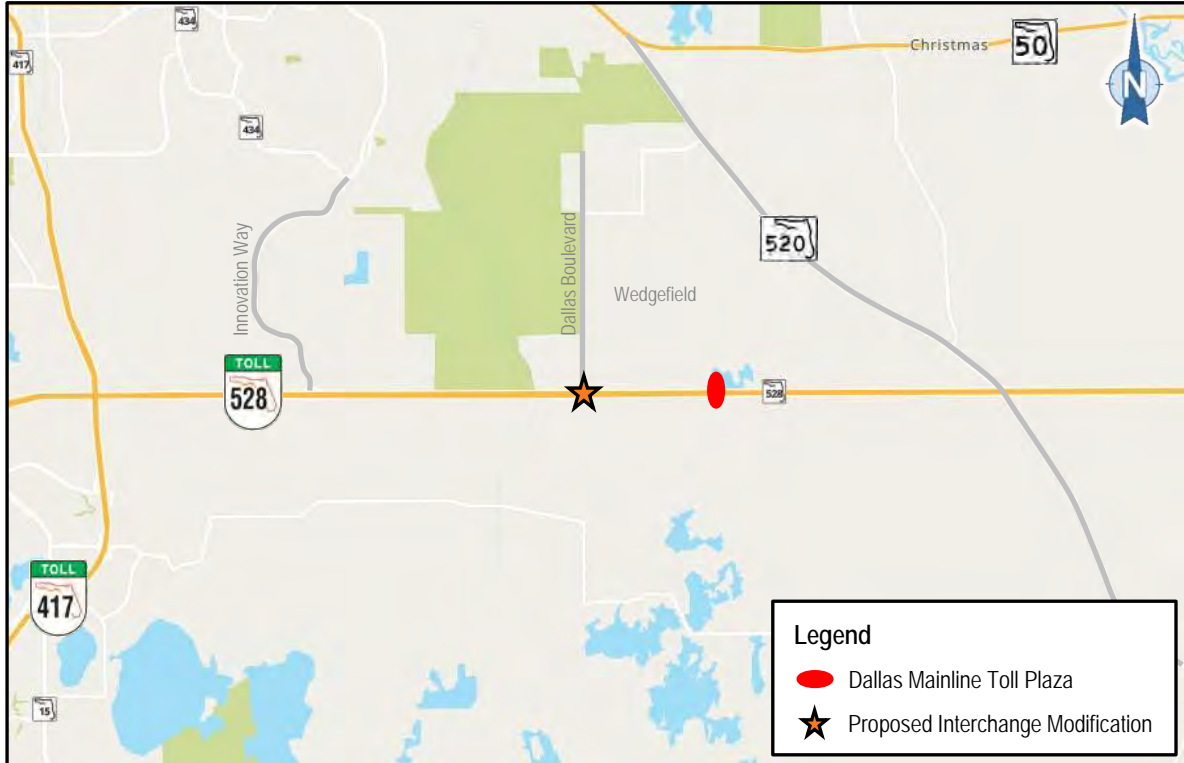 434
417
434
Christmas
50
N
520
Innovation Way
Dallas Boulevard
Wedgefield
TOLL
528
528
TOLL
417
15
Legend
Dallas Mainline Toll Plaza
Proposed Interchange Modification